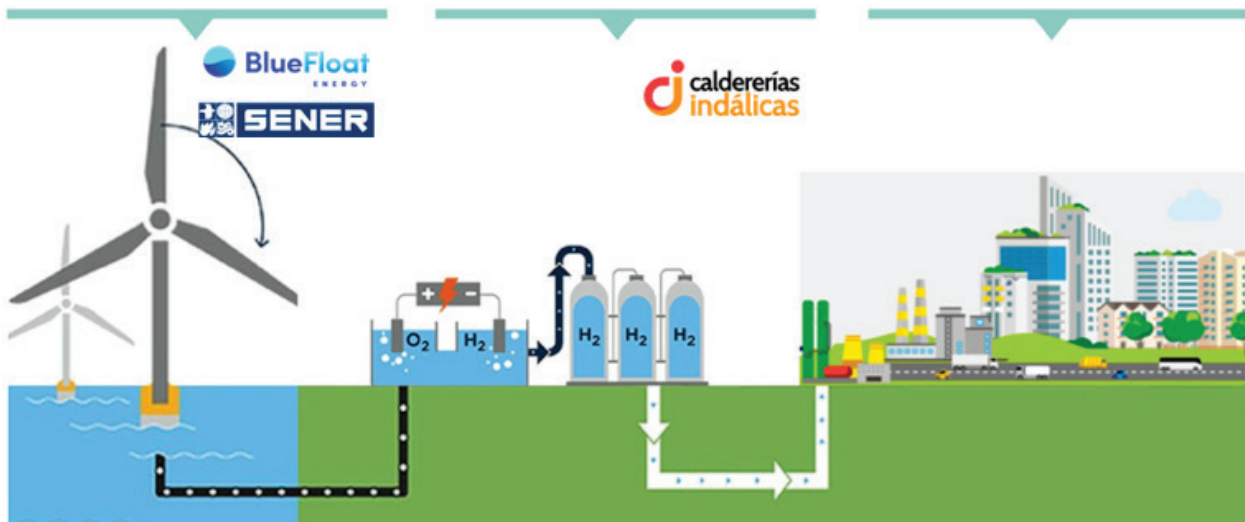 BlueFloat
ENERGY
SENER
caldererías
indálicas
+ −
O₂ H₂
H₂ H₂ H₂